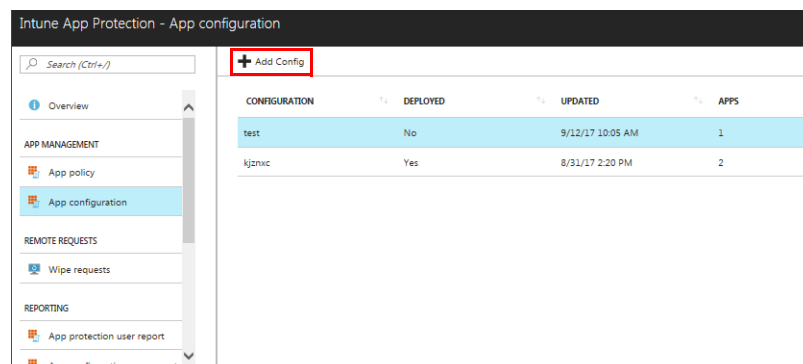 Intune App Protection - App configuration
Search (Ctrl+/)
Add Config
Overview
APP MANAGEMENT
App policy
App configuration
REMOTE REQUESTS
Wipe requests
REPORTING
App protection user report
CONFIGURATION DEPLOYED UPDATED APPS
test No 9/12/17 10:05 AM 1
kjznxc Yes 8/31/17 2:20 PM 2